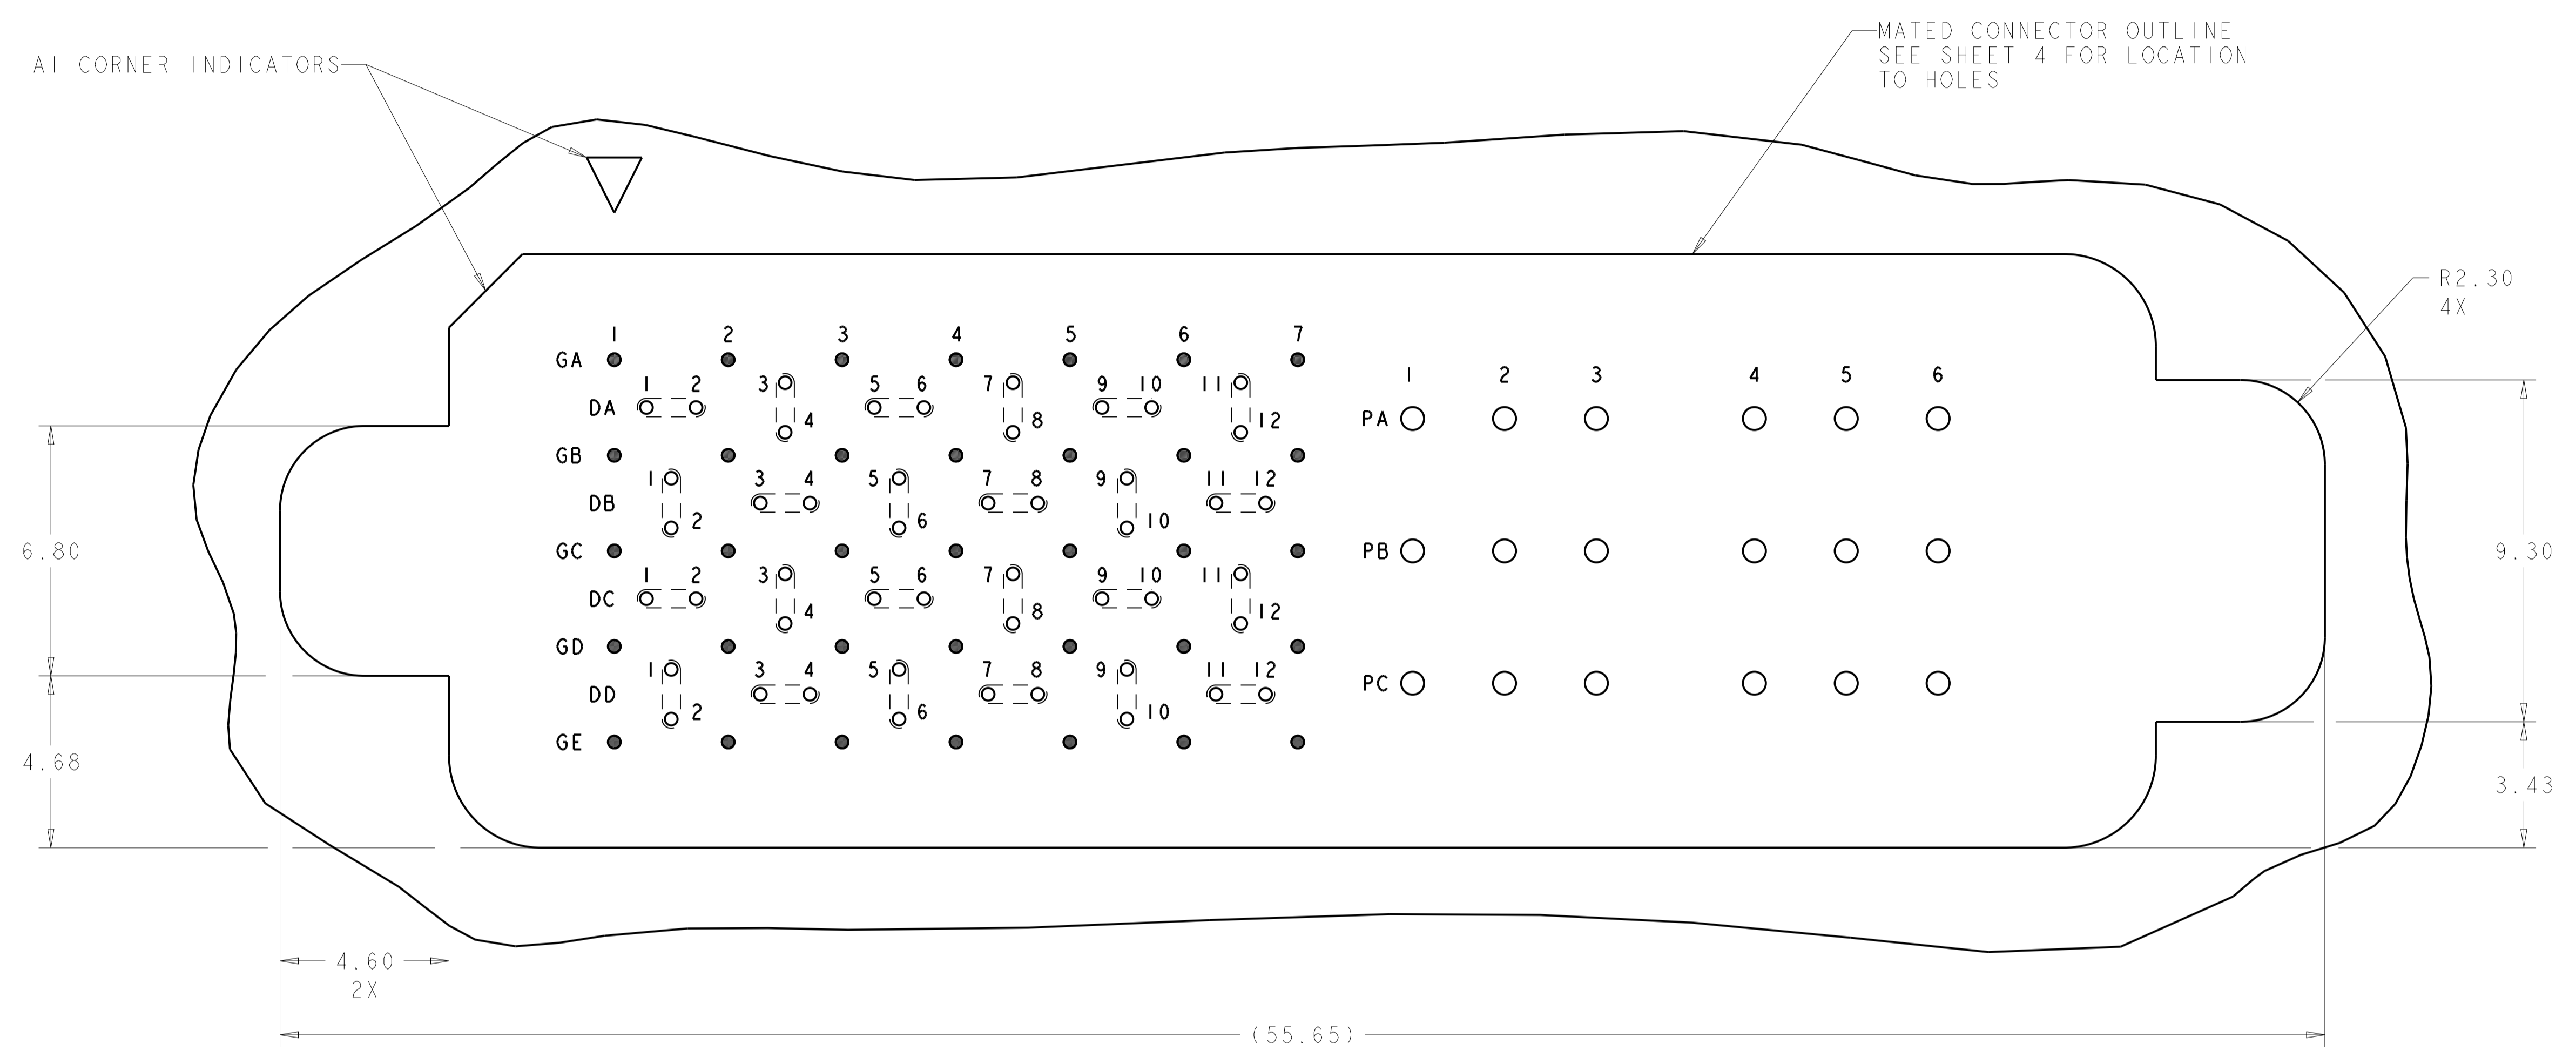 MATED CONNECTOR OUTLINE
SEE SHEET 4 FOR LOCATION
TO HOLES
A1 CORNER INDICATORS
R2.30
4X
1 2 3 4 5 6 7
GA
1 2 3 5 6 7 9 10 11
DA
4 8 12
1 2 3 4 5 6
PA
GB
1 3 4 5 7 8 9 11 12
DB
2 6 10
GC
PB
1 2 3 5 6 7 9 10 11
DC
4 8 12
GD
1 3 4 5 7 8 9 11 12
DD
2 6 10
PC
GE
6.80
4.68
9.30
3.43
4.60
2X
(55.65)